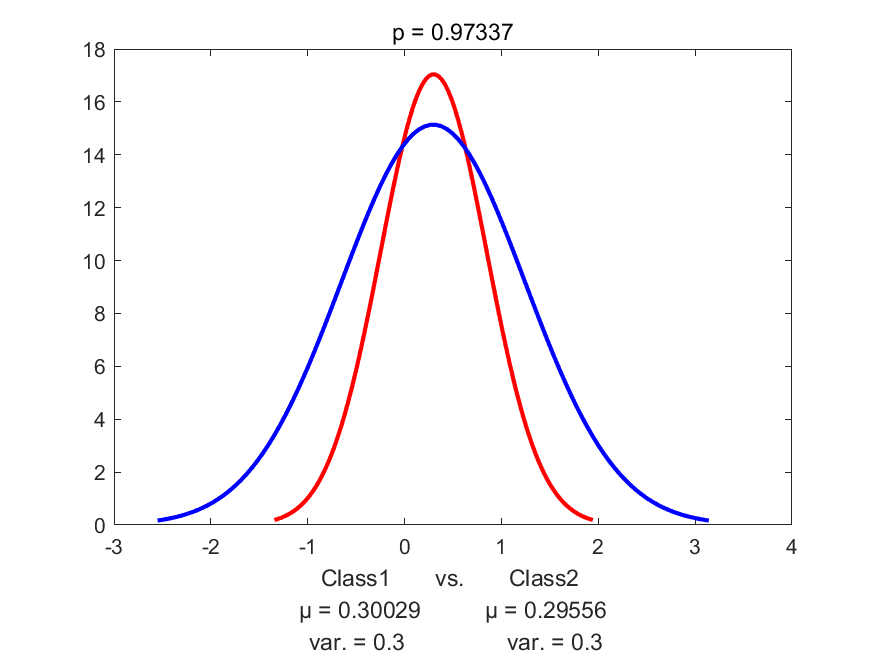 p = 0.97337
18
16
14
12
10
8
6
4
2
0
-3 -2 -1 0 1 2 3 4
Class1 vs. Class2
μ = 0.30029 μ = 0.29556
var. = 0.3 var. = 0.3